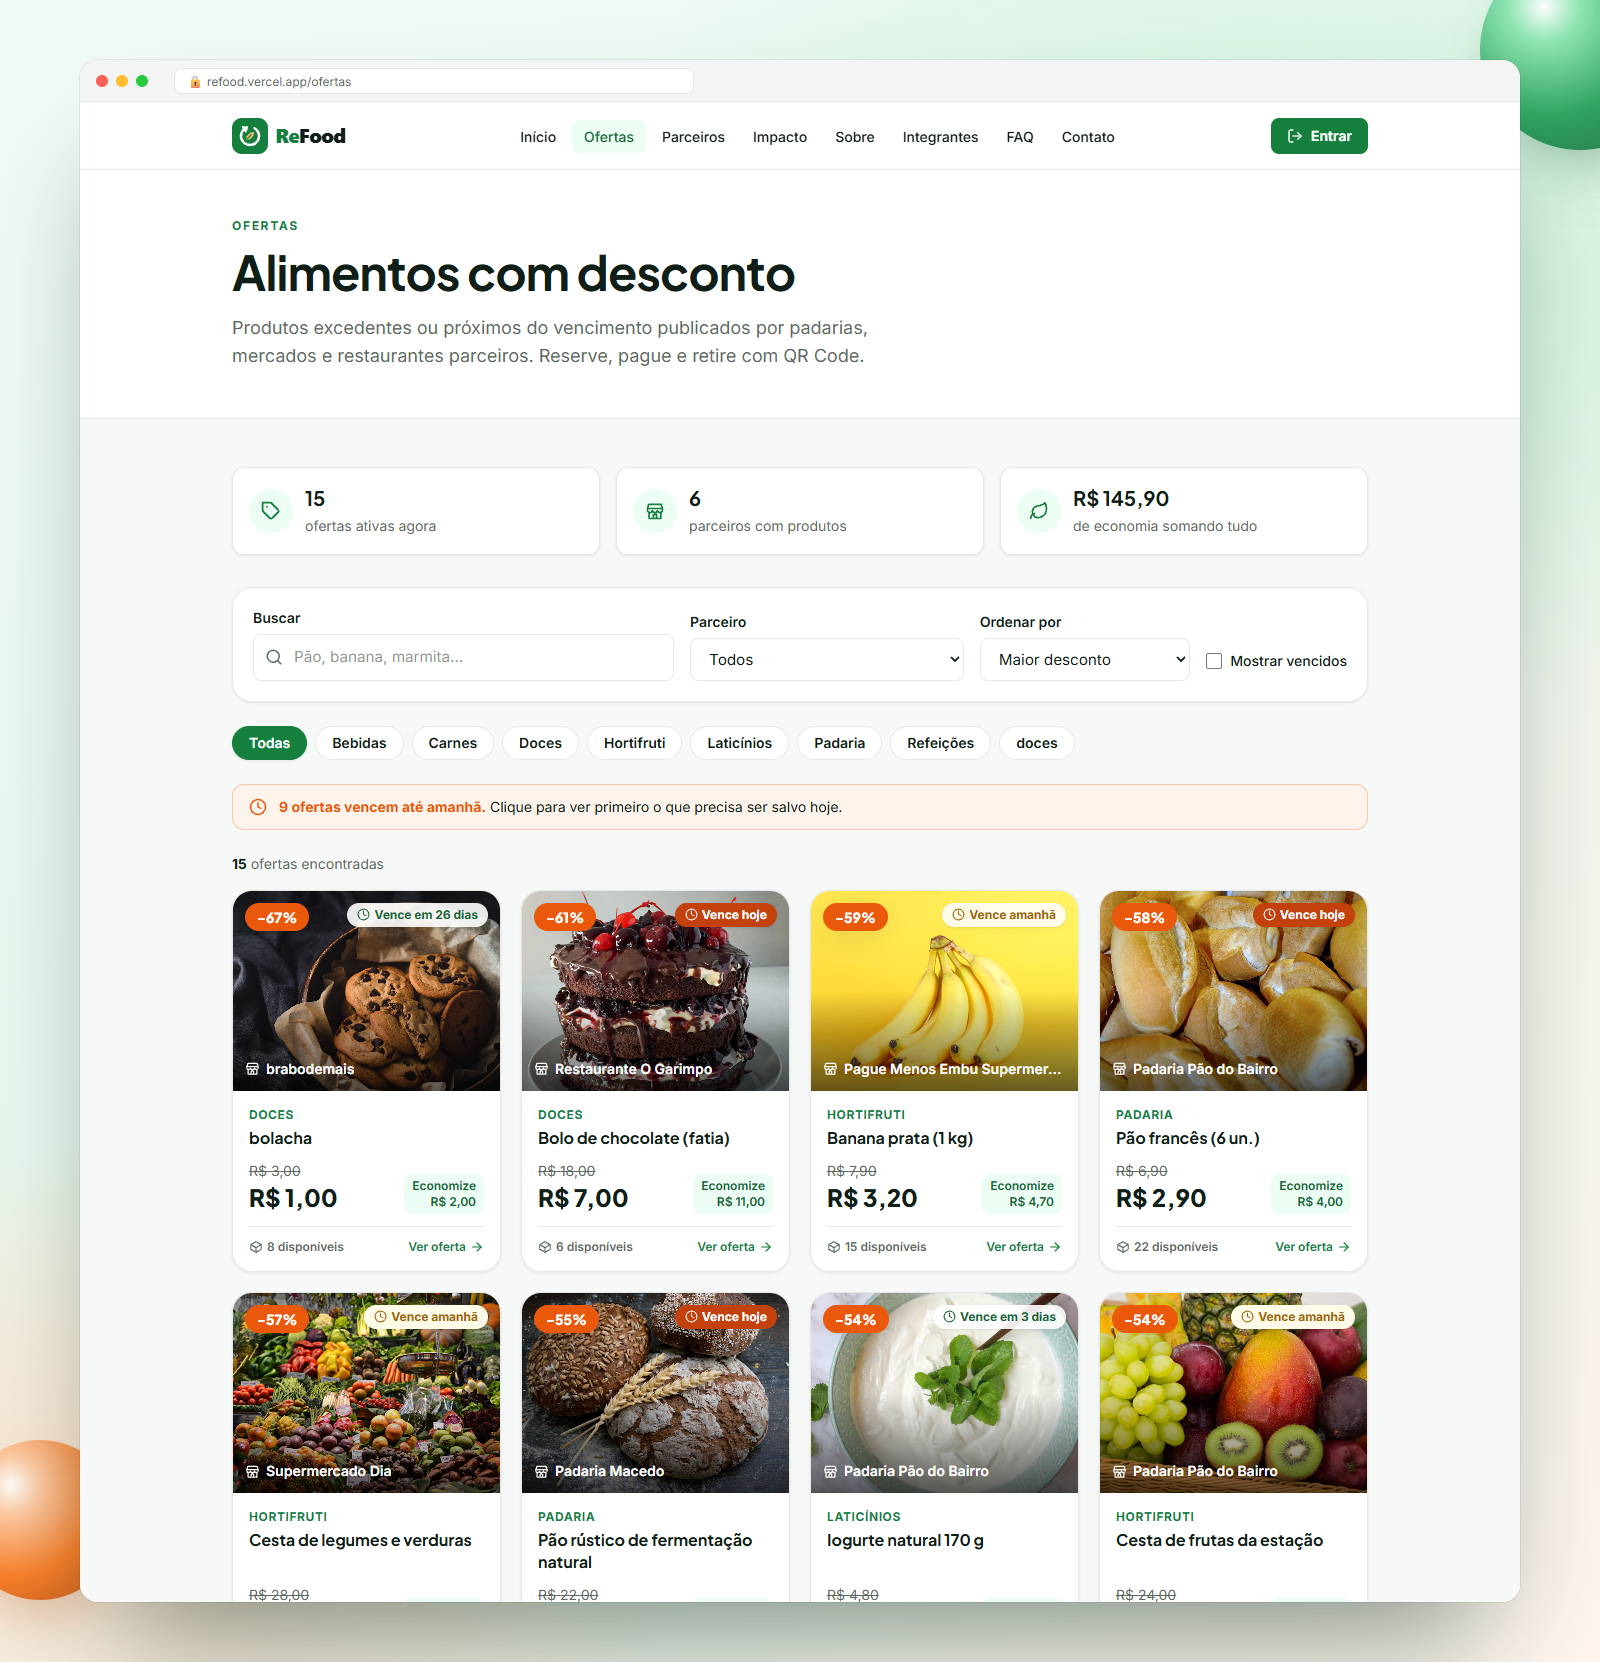 refood.vercel.app/ofertas
ReFood
Início
Ofertas
Parceiros
Impacto
Sobre
Integrantes
FAQ
Contato
Entrar
OFERTAS
Alimentos com desconto
Produtos excedentes ou próximos do vencimento publicados por padarias,
mercados e restaurantes parceiros. Reserve, pague e retire com QR Code.
15
ofertas ativas agora
6
parceiros com produtos
R$ 145,90
de economia somando tudo
Buscar
Pão, banana, marmita...
Parceiro
Todos
Ordenar por
Maior desconto
Mostrar vencidos
Todas
Bebidas
Carnes
Doces
Hortifruti
Laticínios
Padaria
Refeições
doces
9 ofertas vencem até amanhã. Clique para ver primeiro o que precisa ser salvo hoje.
15 ofertas encontradas
-67%
Vence em 26 dias
brabodemais
DOCES
bolacha
R$ 3,00
R$ 1,00
Economize
R$ 2,00
8 disponíveis
Ver oferta →
-61%
Vence hoje
Restaurante O Garimpo
DOCES
Bolo de chocolate (fatia)
R$ 18,00
R$ 7,00
Economize
R$ 11,00
6 disponíveis
Ver oferta →
-59%
Vence amanhã
Pague Menos Embu Supermer...
HORTIFRUTI
Banana prata (1 kg)
R$ 7,90
R$ 3,20
Economize
R$ 4,70
15 disponíveis
Ver oferta →
-58%
Vence hoje
Padaria Pão do Bairro
PADARIA
Pão francês (6 un.)
R$ 6,90
R$ 2,90
Economize
R$ 4,00
22 disponíveis
Ver oferta →
-57%
Vence amanhã
Supermercado Dia
HORTIFRUTI
Cesta de legumes e verduras
R$ 28,00
-55%
Vence hoje
Padaria Macedo
PADARIA
Pão rústico de fermentação
natural
R$ 22,00
-54%
Vence em 3 dias
Padaria Pão do Bairro
LATICÍNIOS
Iogurte natural 170 g
R$ 4,80
-54%
Vence amanhã
Padaria Pão do Bairro
HORTIFRUTI
Cesta de frutas da estação
R$ 24,00